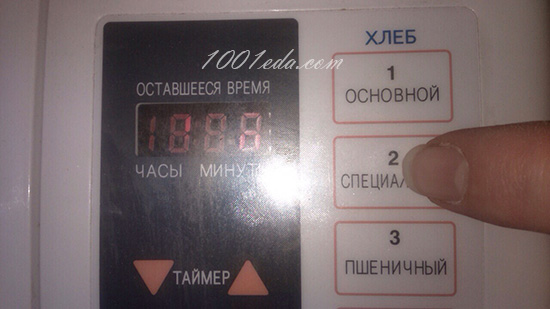 1001eda.com
ХЛЕБ
ОСТАВШЕЕСЯ ВРЕМЯ
1
ОСНОВНОЙ
ЧАСЫ
2
3
ПШЕНИЧНЫЙ
ТАЙМЕР